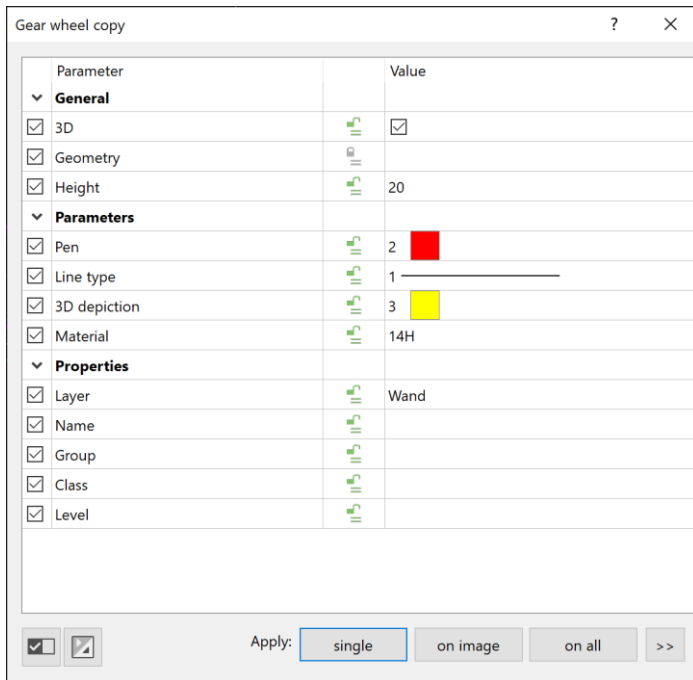 Gear wheel copy ?
Parameter Value
General
3D
Geometry
Height 20
Parameters
Pen 2
Line type 1
3D depiction 3
Material 14H
Properties
Layer Wand
Name
Group
Class
Level
Apply: single on image on all >>